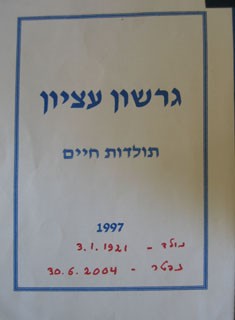 גרשון עציון
תולדות חיים
1997
נולד - 3.1.1921
נפטר - 30.6.2004